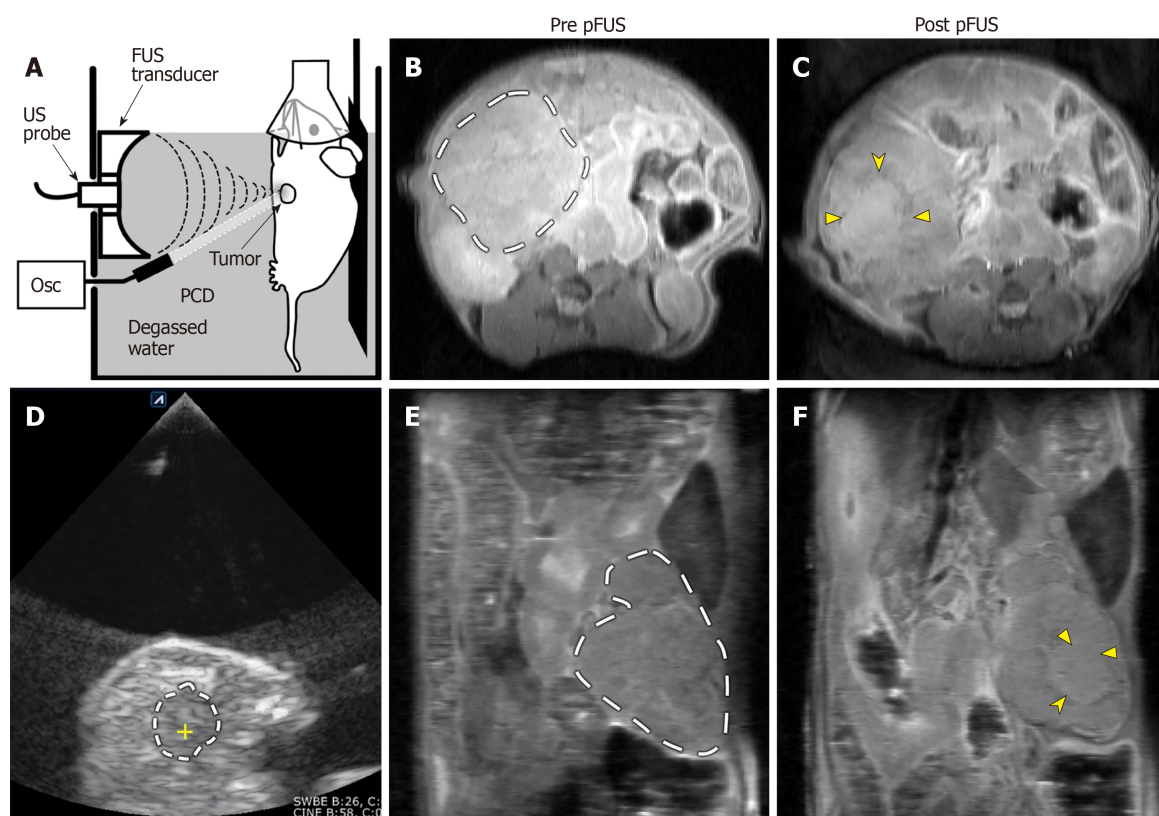 Pre pFUS
Post pFUS
A
FUS
transducer
US
probe
Tumor
Osc
PCD
Degassed
water
B
C
D
SWBE B:26, C:
CINE B:58, C:0
E
F